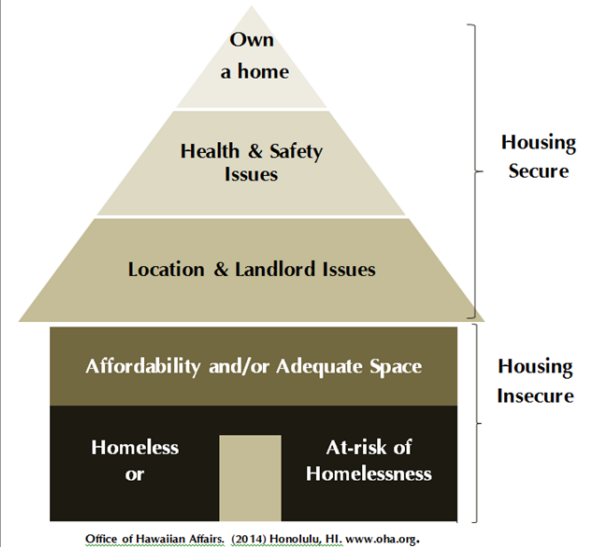 Own
a home
Health & Safety
Issues
Housing
Secure
Location & Landlord Issues
Affordability and/or Adequate Space
Housing
Insecure
Homeless
or
At-risk of
Homelessness
Office of Hawaiian Affairs. (2014) Honolulu, HI. www.oha.org.